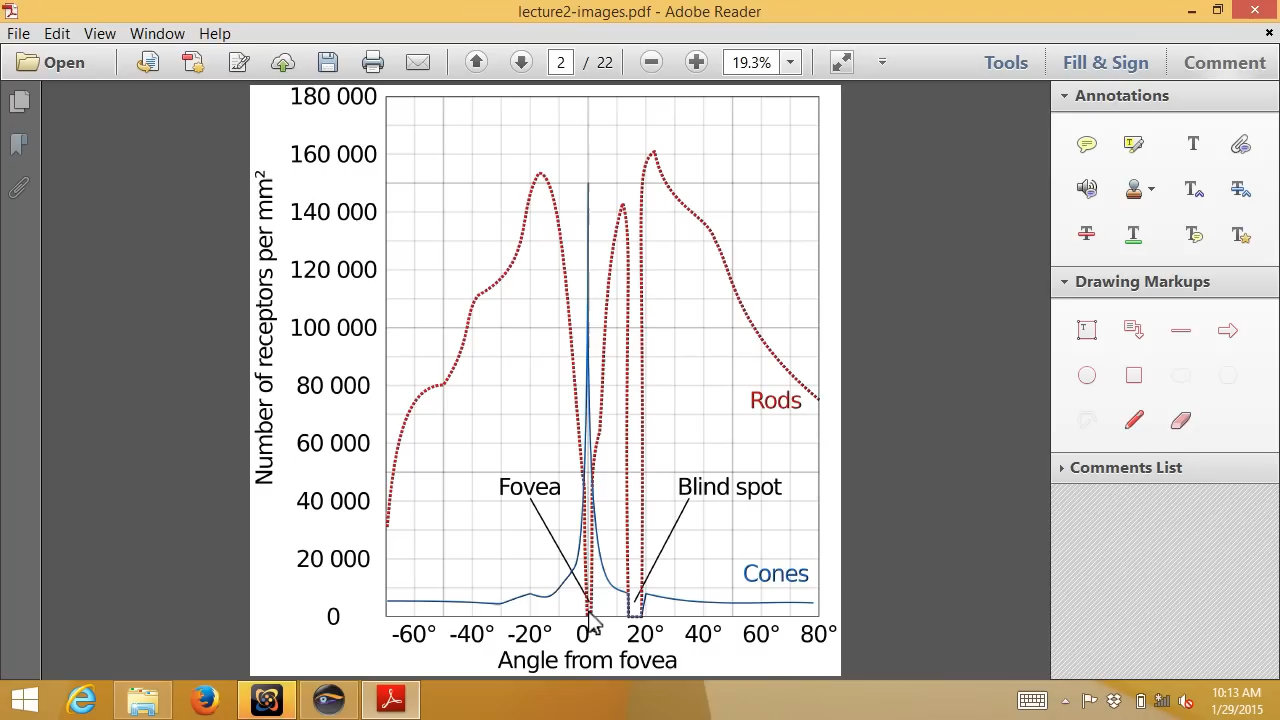 lecture2-images.pdf - Adobe Reader
File Edit View Window Help
Open
2 / 22
19.3%
Tools Fill & Sign Comment
Annotations
Drawing Markups
Comments List
Number of receptors per mm²
180 000
160 000
140 000
120 000
100 000
80 000
60 000
40 000
20 000
0
Rods
Fovea
Blind spot
Cones
-60° -40° -20° 0° 20° 40° 60° 80°
Angle from fovea
10:13 AM
1/29/2015